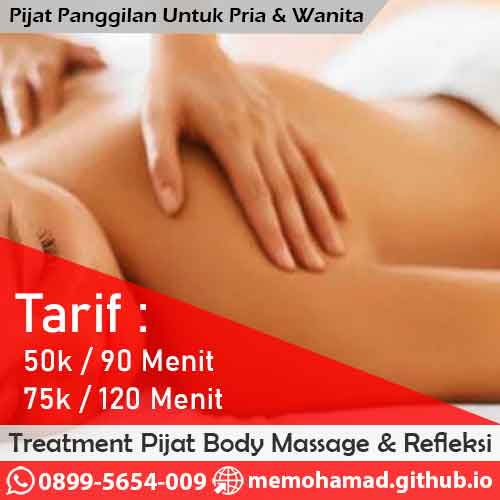 Pijat Panggilan Untuk Pria & Wanita
Tarif :
50k / 90 Menit
75k / 120 Menit
Treatment Pijat Body Massage & Refleksi
0899-5654-009 memohamad.github.io